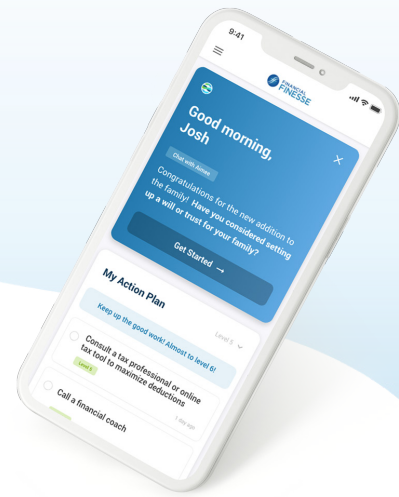 9:41
FINANCIAL
FINESSE
Good morning,
Josh
Chat with Aimee
Congratulations for the new addition to
the family! Have you considered setting
up a will or trust for your family?
Get Started →
My Action Plan
Level 5
Keep up the good work! Almost to level 6!
Consult a tax professional or online
tax tool to maximize deductions
Level 5
1 day ago
Call a financial coach